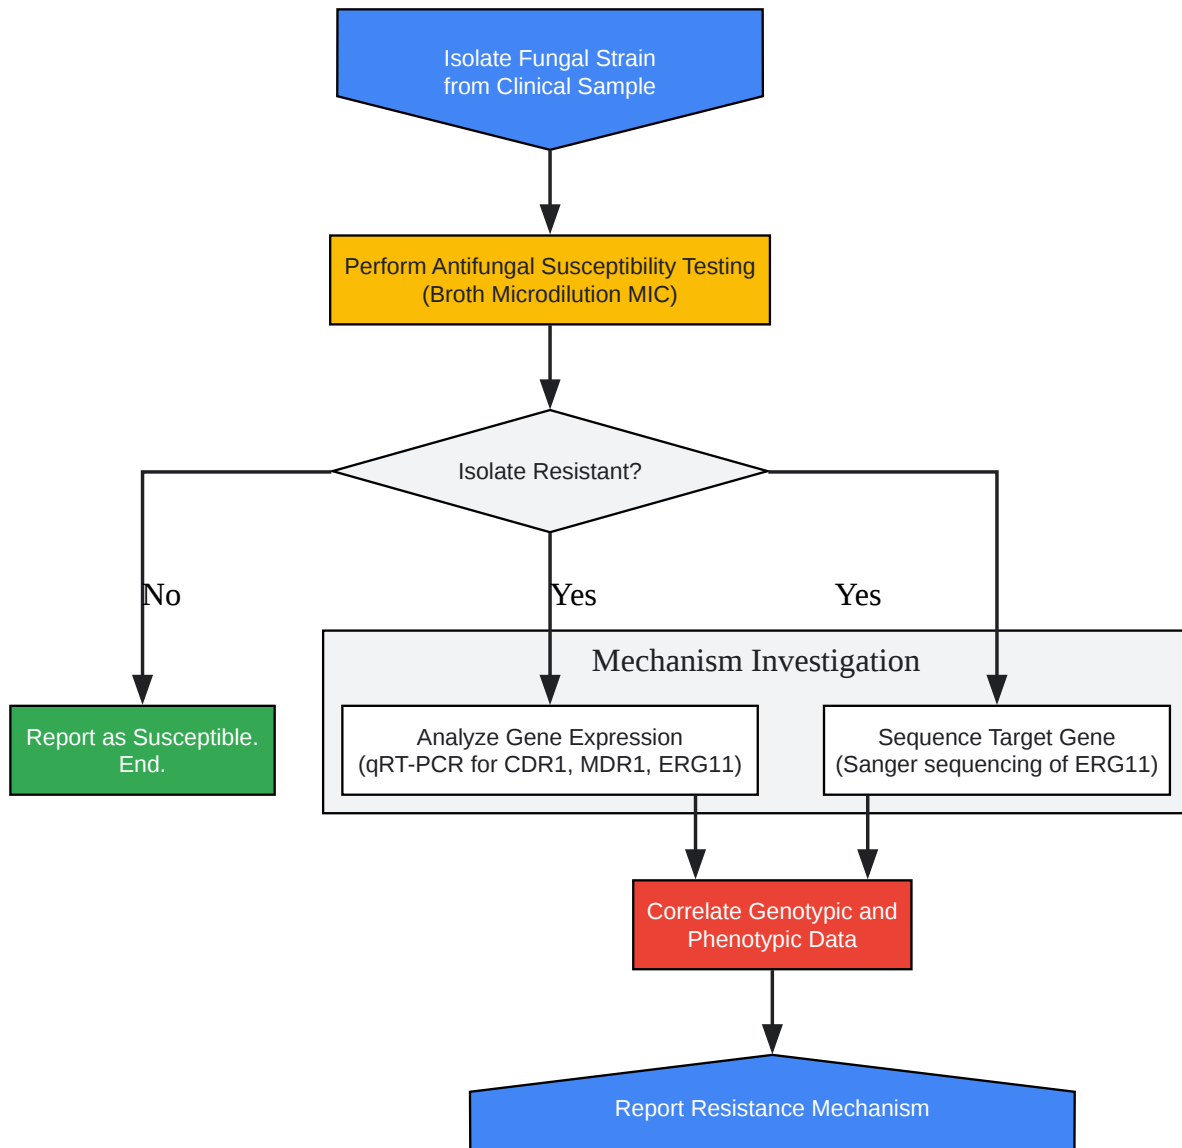 Isolate Fungal Strain
from Clinical Sample
Perform Antifungal Susceptibility Testing
(Broth Microdilution MIC)
Isolate Resistant?
No
Yes
Yes
Mechanism Investigation
Report as Susceptible.
End.
Analyze Gene Expression
(qRT-PCR for CDR1, MDR1, ERG11)
Sequence Target Gene
(Sanger sequencing of ERG11)
Correlate Genotypic and
Phenotypic Data
Report Resistance Mechanism